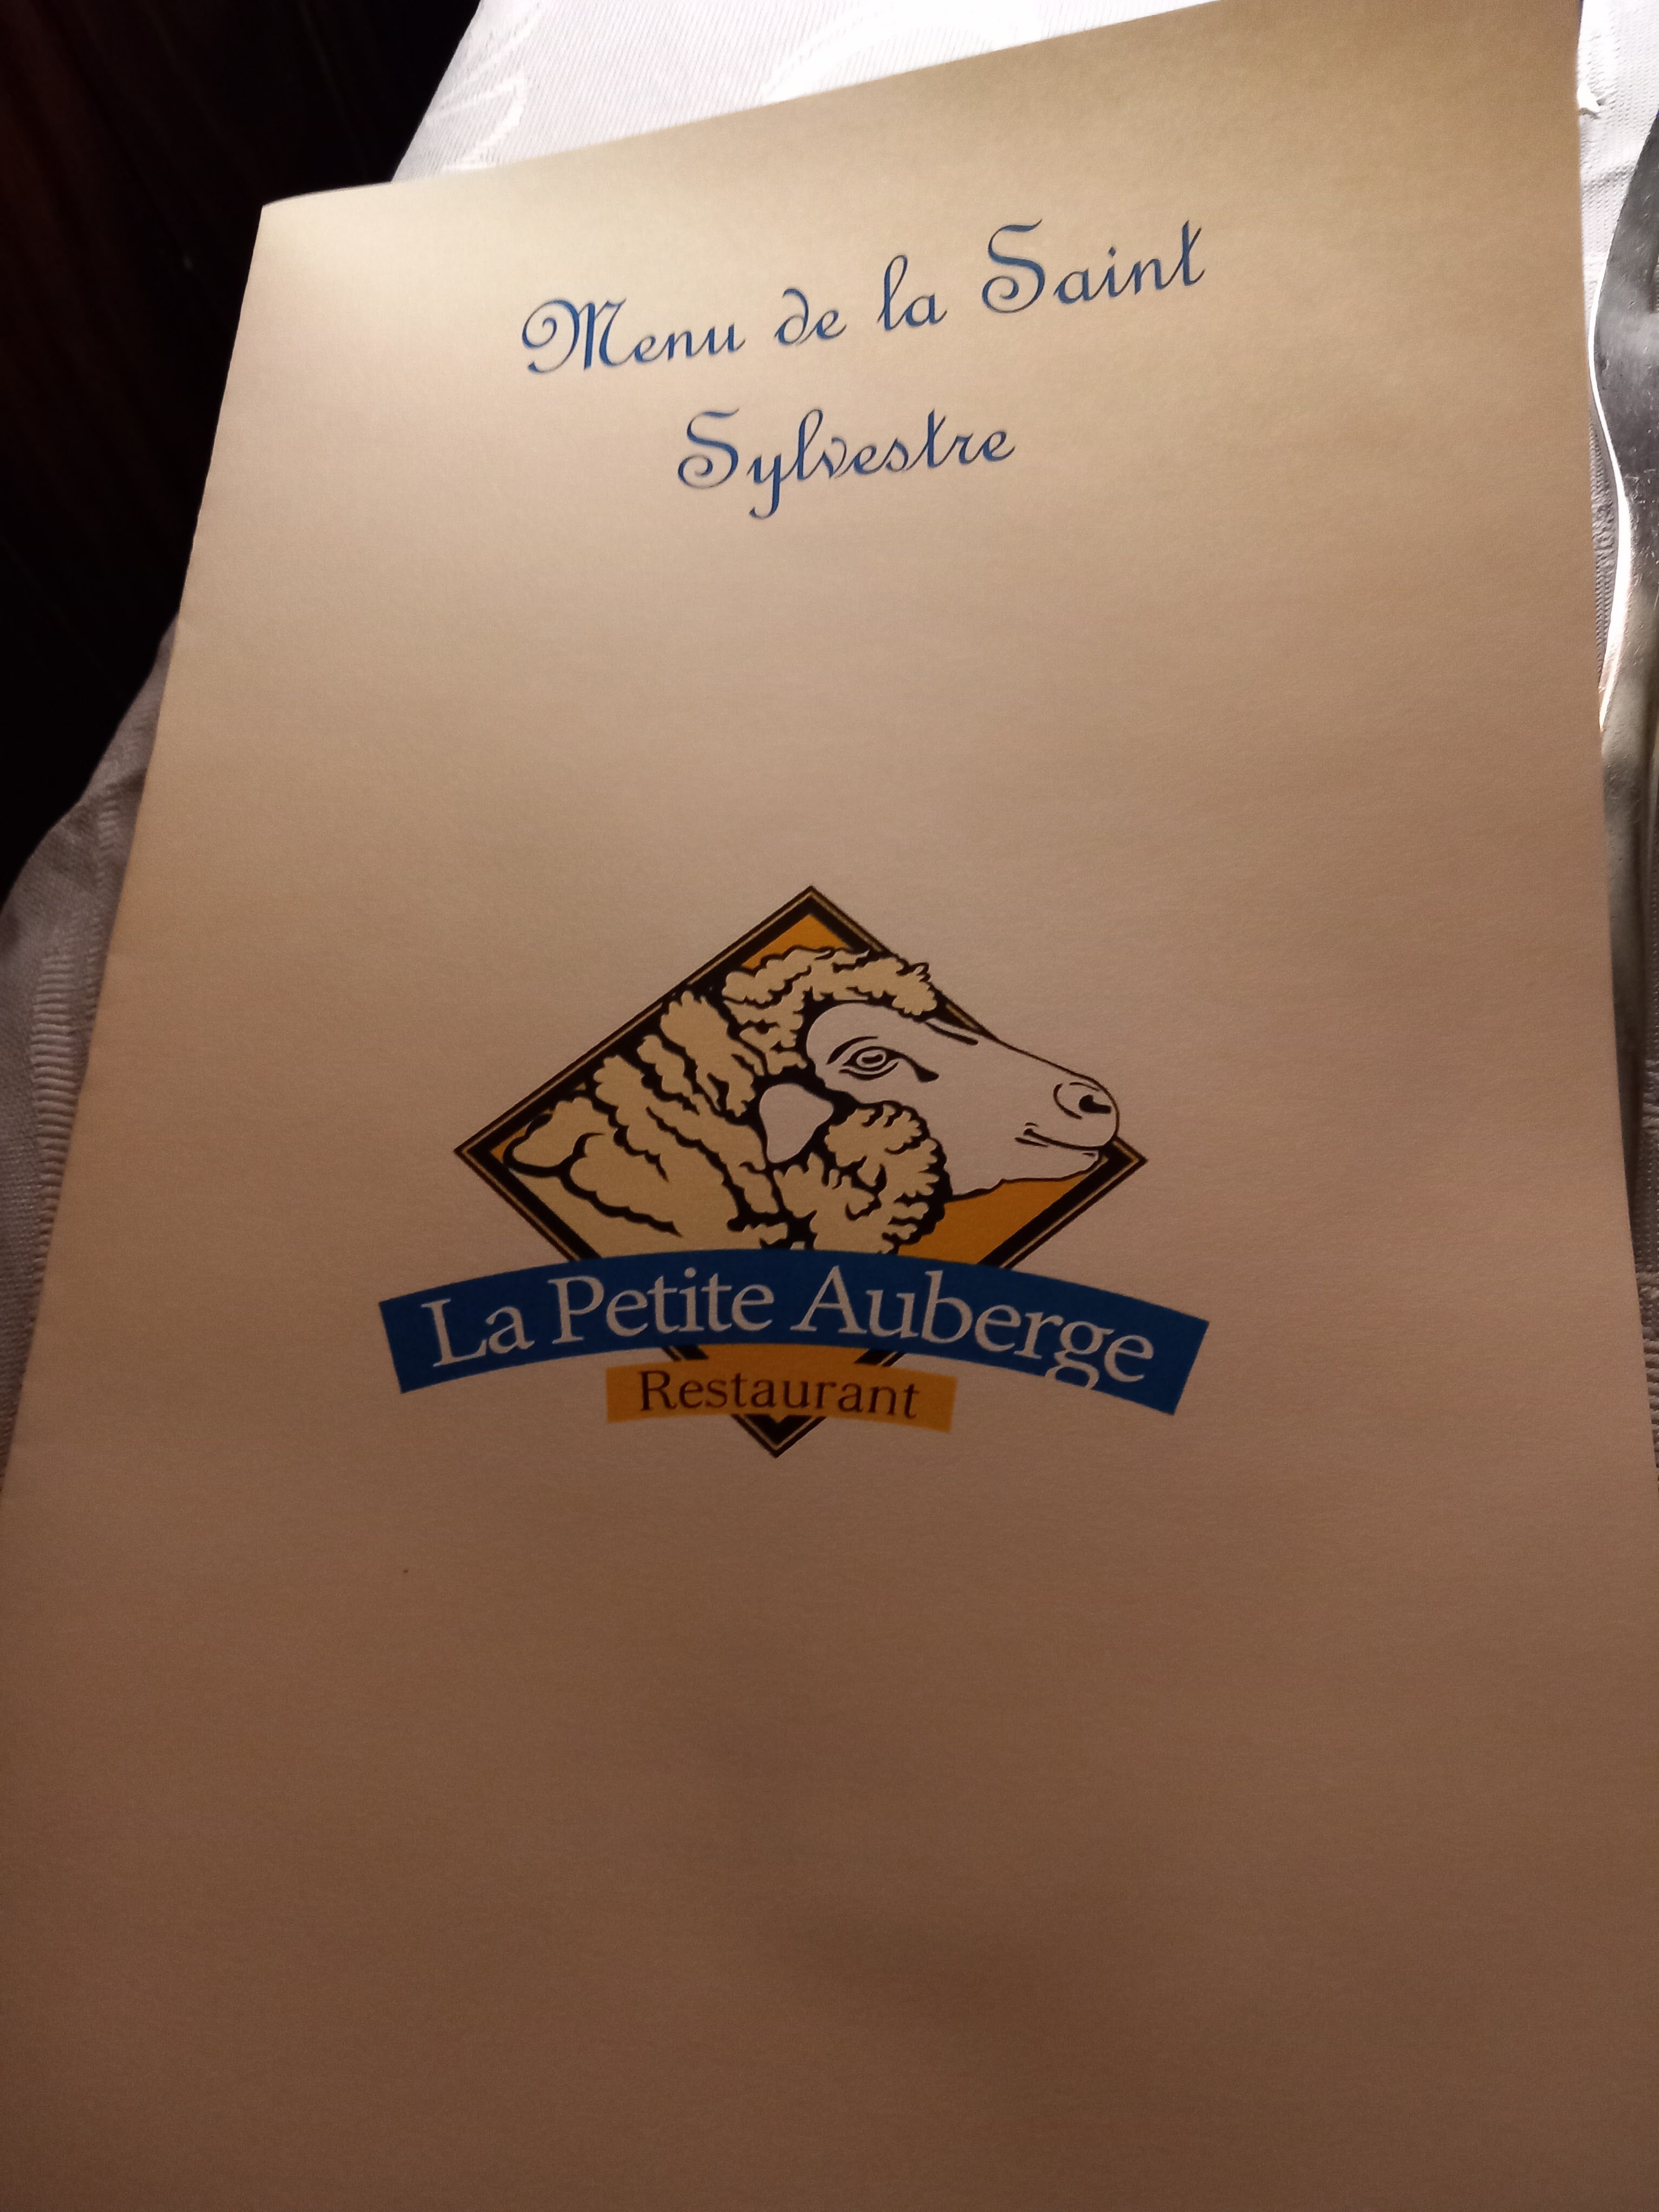 Menu de la Saint
Sylvestre
La Petite Auberge
Restaurant